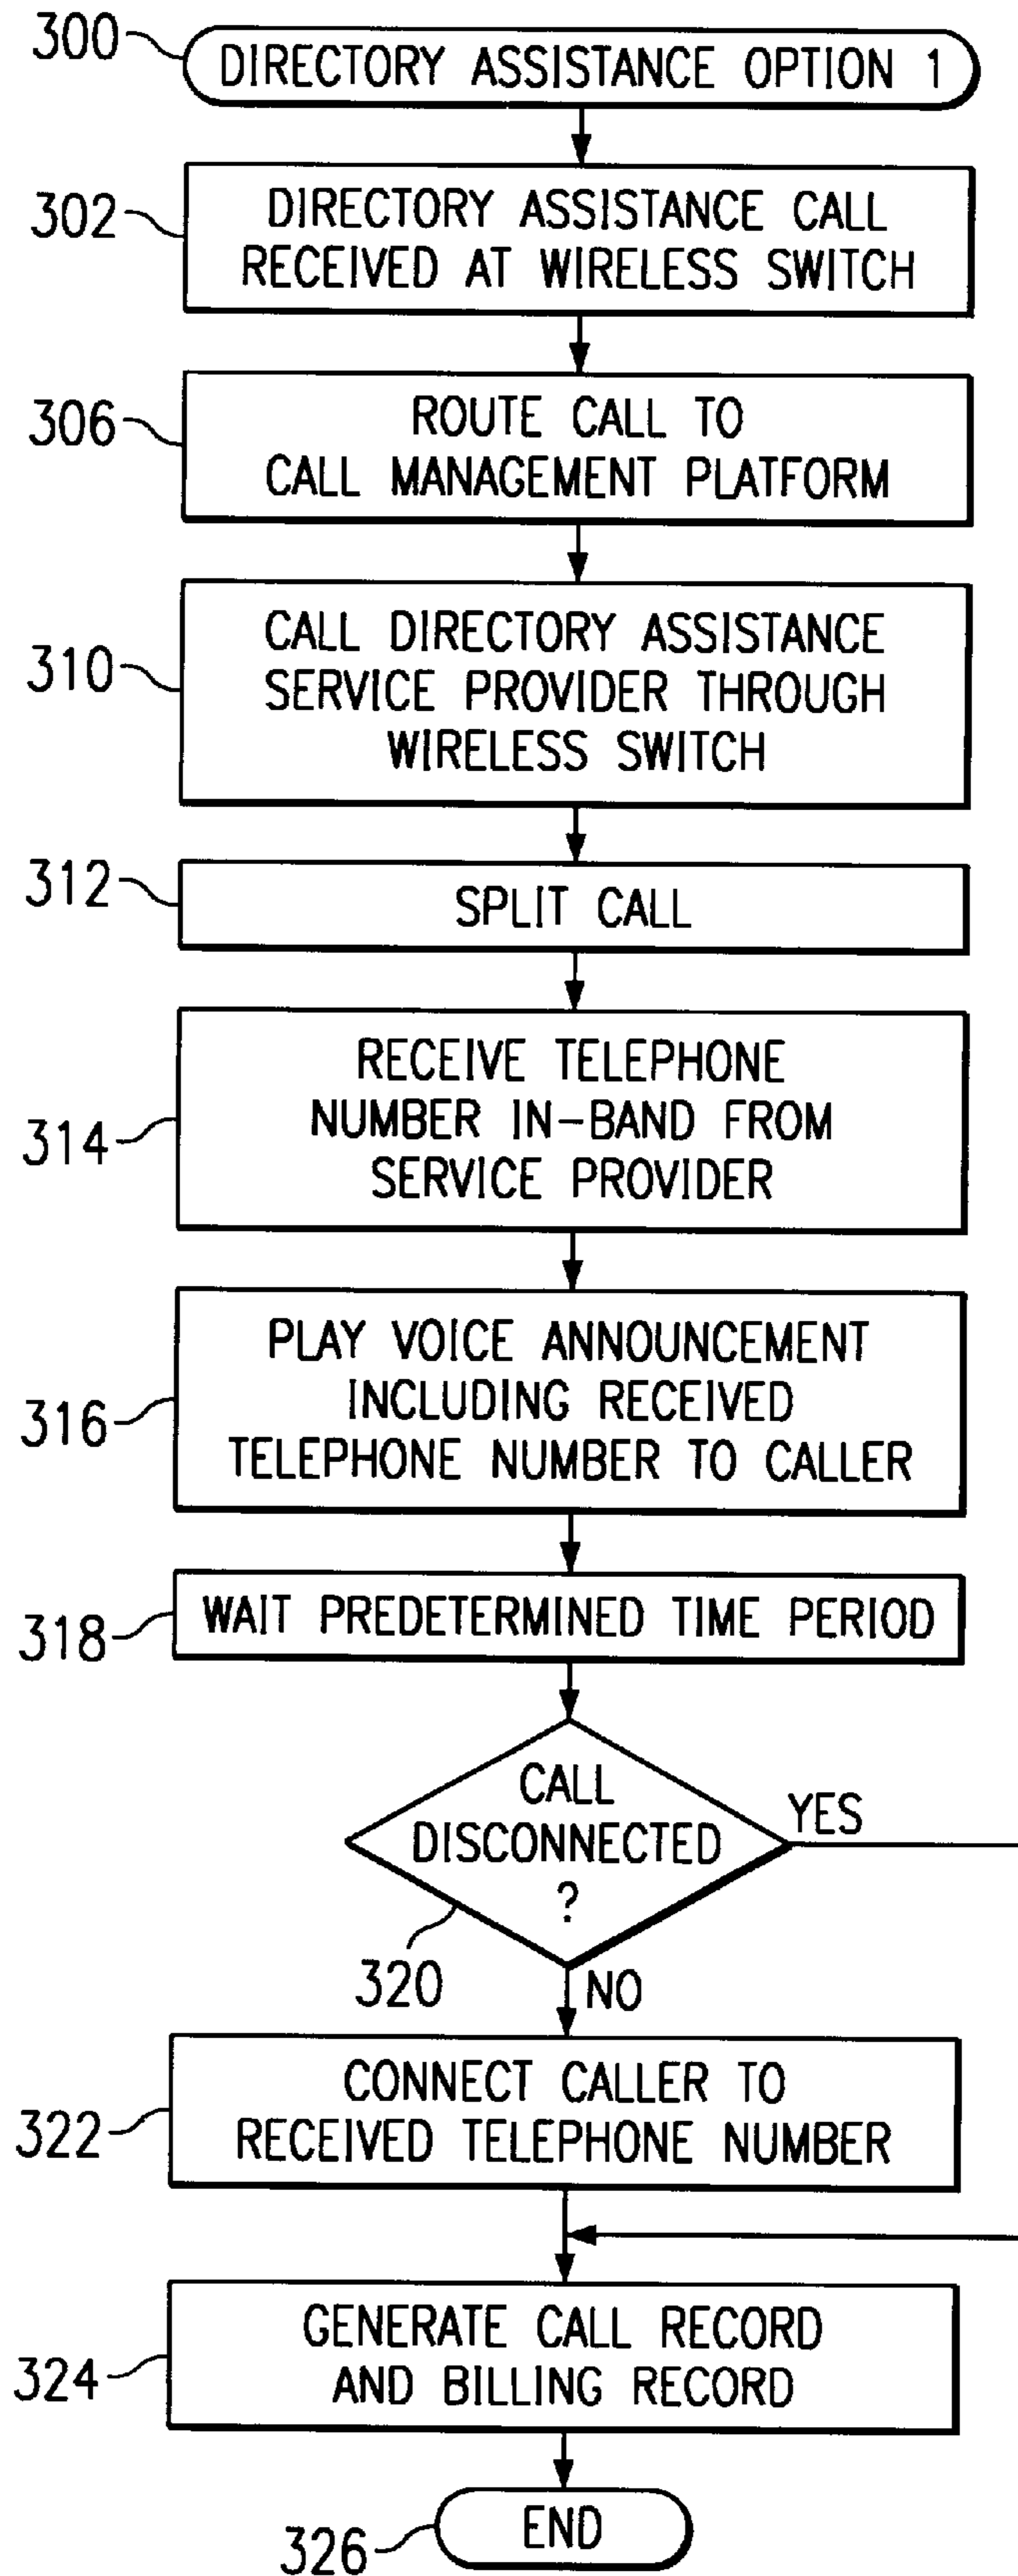 300
DIRECTORY ASSISTANCE OPTION 1
302
DIRECTORY ASSISTANCE CALL
RECEIVED AT WIRELESS SWITCH
306
ROUTE CALL TO
CALL MANAGEMENT PLATFORM
310
CALL DIRECTORY ASSISTANCE
SERVICE PROVIDER THROUGH
WIRELESS SWITCH
312
SPLIT CALL
314
RECEIVE TELEPHONE
NUMBER IN-BAND FROM
SERVICE PROVIDER
316
PLAY VOICE ANNOUNCEMENT
INCLUDING RECEIVED
TELEPHONE NUMBER TO CALLER
318
WAIT PREDETERMINED TIME PERIOD
CALL
DISCONNECTED
?
YES
320
NO
322
CONNECT CALLER TO
RECEIVED TELEPHONE NUMBER
324
GENERATE CALL RECORD
AND BILLING RECORD
326
END